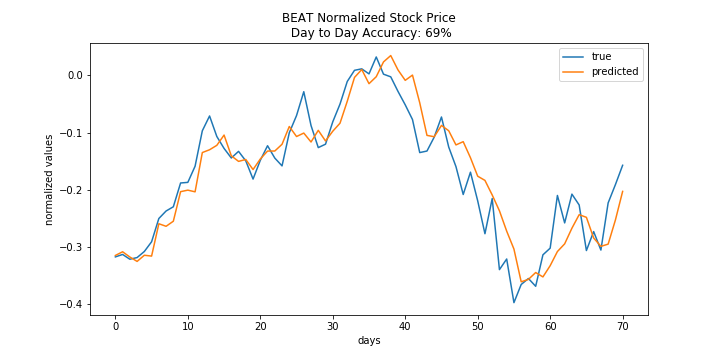 BEAT Normalized Stock Price
Day to Day Accuracy: 69%
true
predicted
normalized values
0.0
−0.1
−0.2
−0.3
−0.4
0 10 20 30 40 50 60 70
days